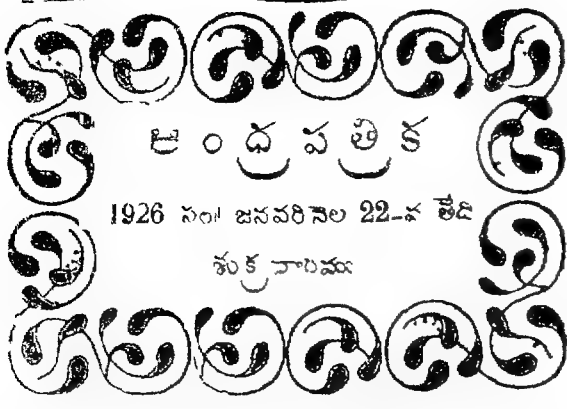 ఆంధ్రపత్రిక
1926 సం॥ జనవరినెల 22-వ తేది
శుక్రవారము